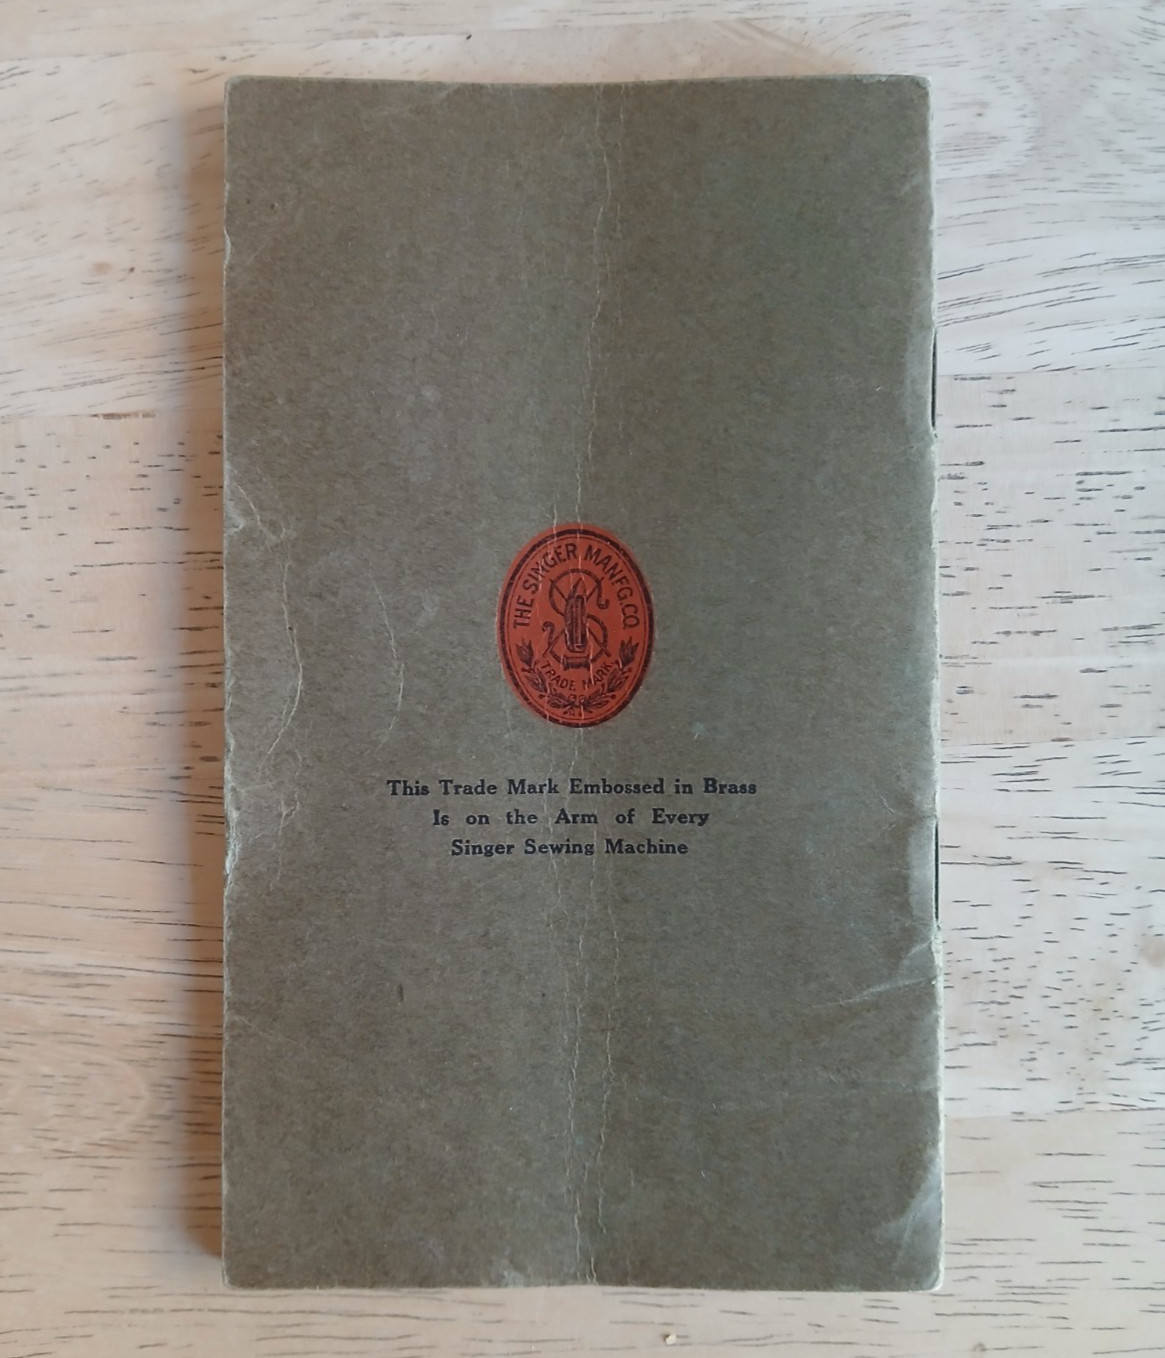 THE SINGER MANFG. CO.
TRADE MARK
This Trade Mark Embossed in Brass
Is on the Arm of Every
Singer Sewing Machine